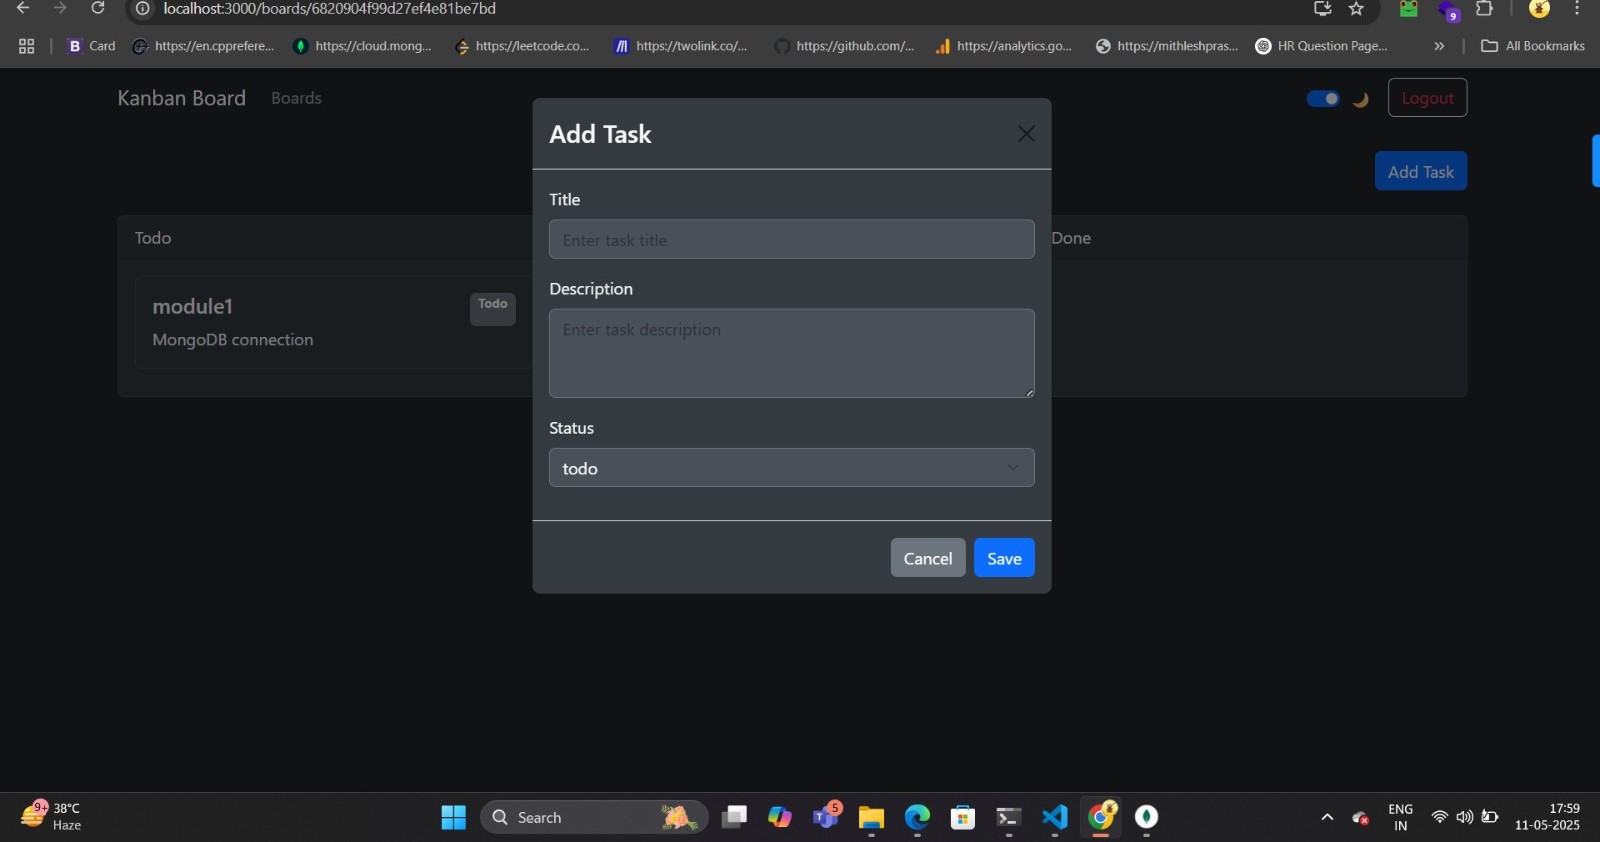 localhost:3000/boards/6820904f99d27ef4e81be7bd
9
Card
https://en.cpprefere...
https://cloud.mong...
https://leetcode.co...
https://twolink.co/...
https://github.com/...
https://analytics.go...
https://mithleshpras...
HR Question Page...
»
All Bookmarks
Kanban Board
Boards
Logout
Add Task
Add Task
Todo
Done
module1
Todo
MongoDB connection
Title
Enter task title
Description
Enter task description
Status
todo
Cancel
Save
9+
38°C
Haze
Search
5
ENG
IN
17:59
11-05-2025